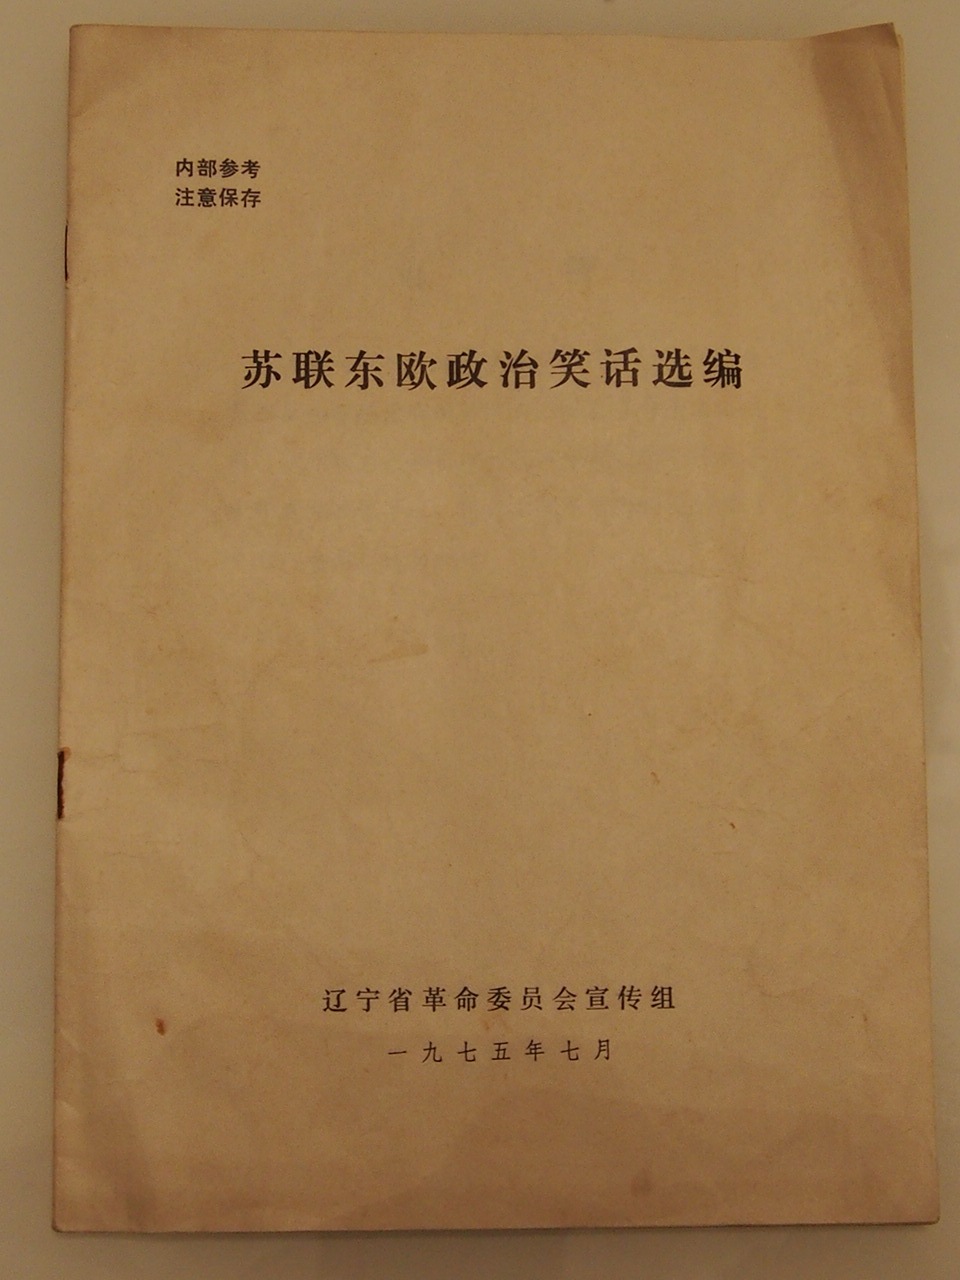 内部参考
注意保存
苏联东欧政治笑话选编
辽宁省革命委员会宣传组
一九七五年七月